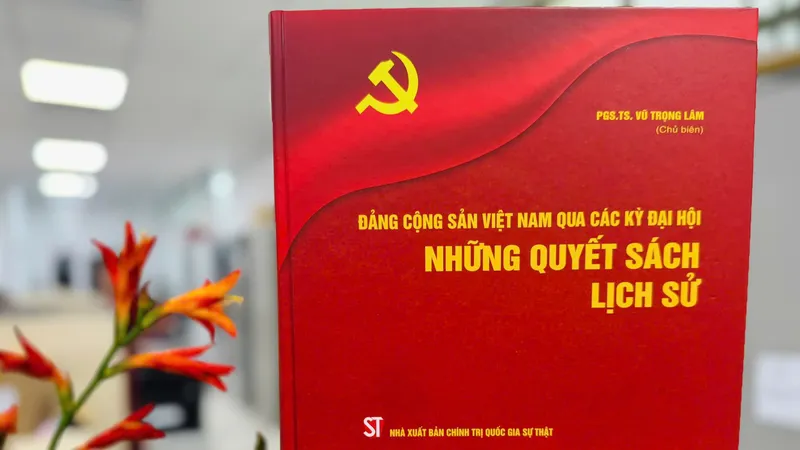 PGS.TS. VŨ TRỌNG LÂM
(Chủ biên)
ĐẢNG CỘNG SẢN VIỆT NAM QUA CÁC KỲ ĐẠI HỘI
NHỮNG QUYẾT SÁCH
LỊCH SỬ
ST NHÀ XUẤT BẢN CHÍNH TRỊ QUỐC GIA SỰ THẬT